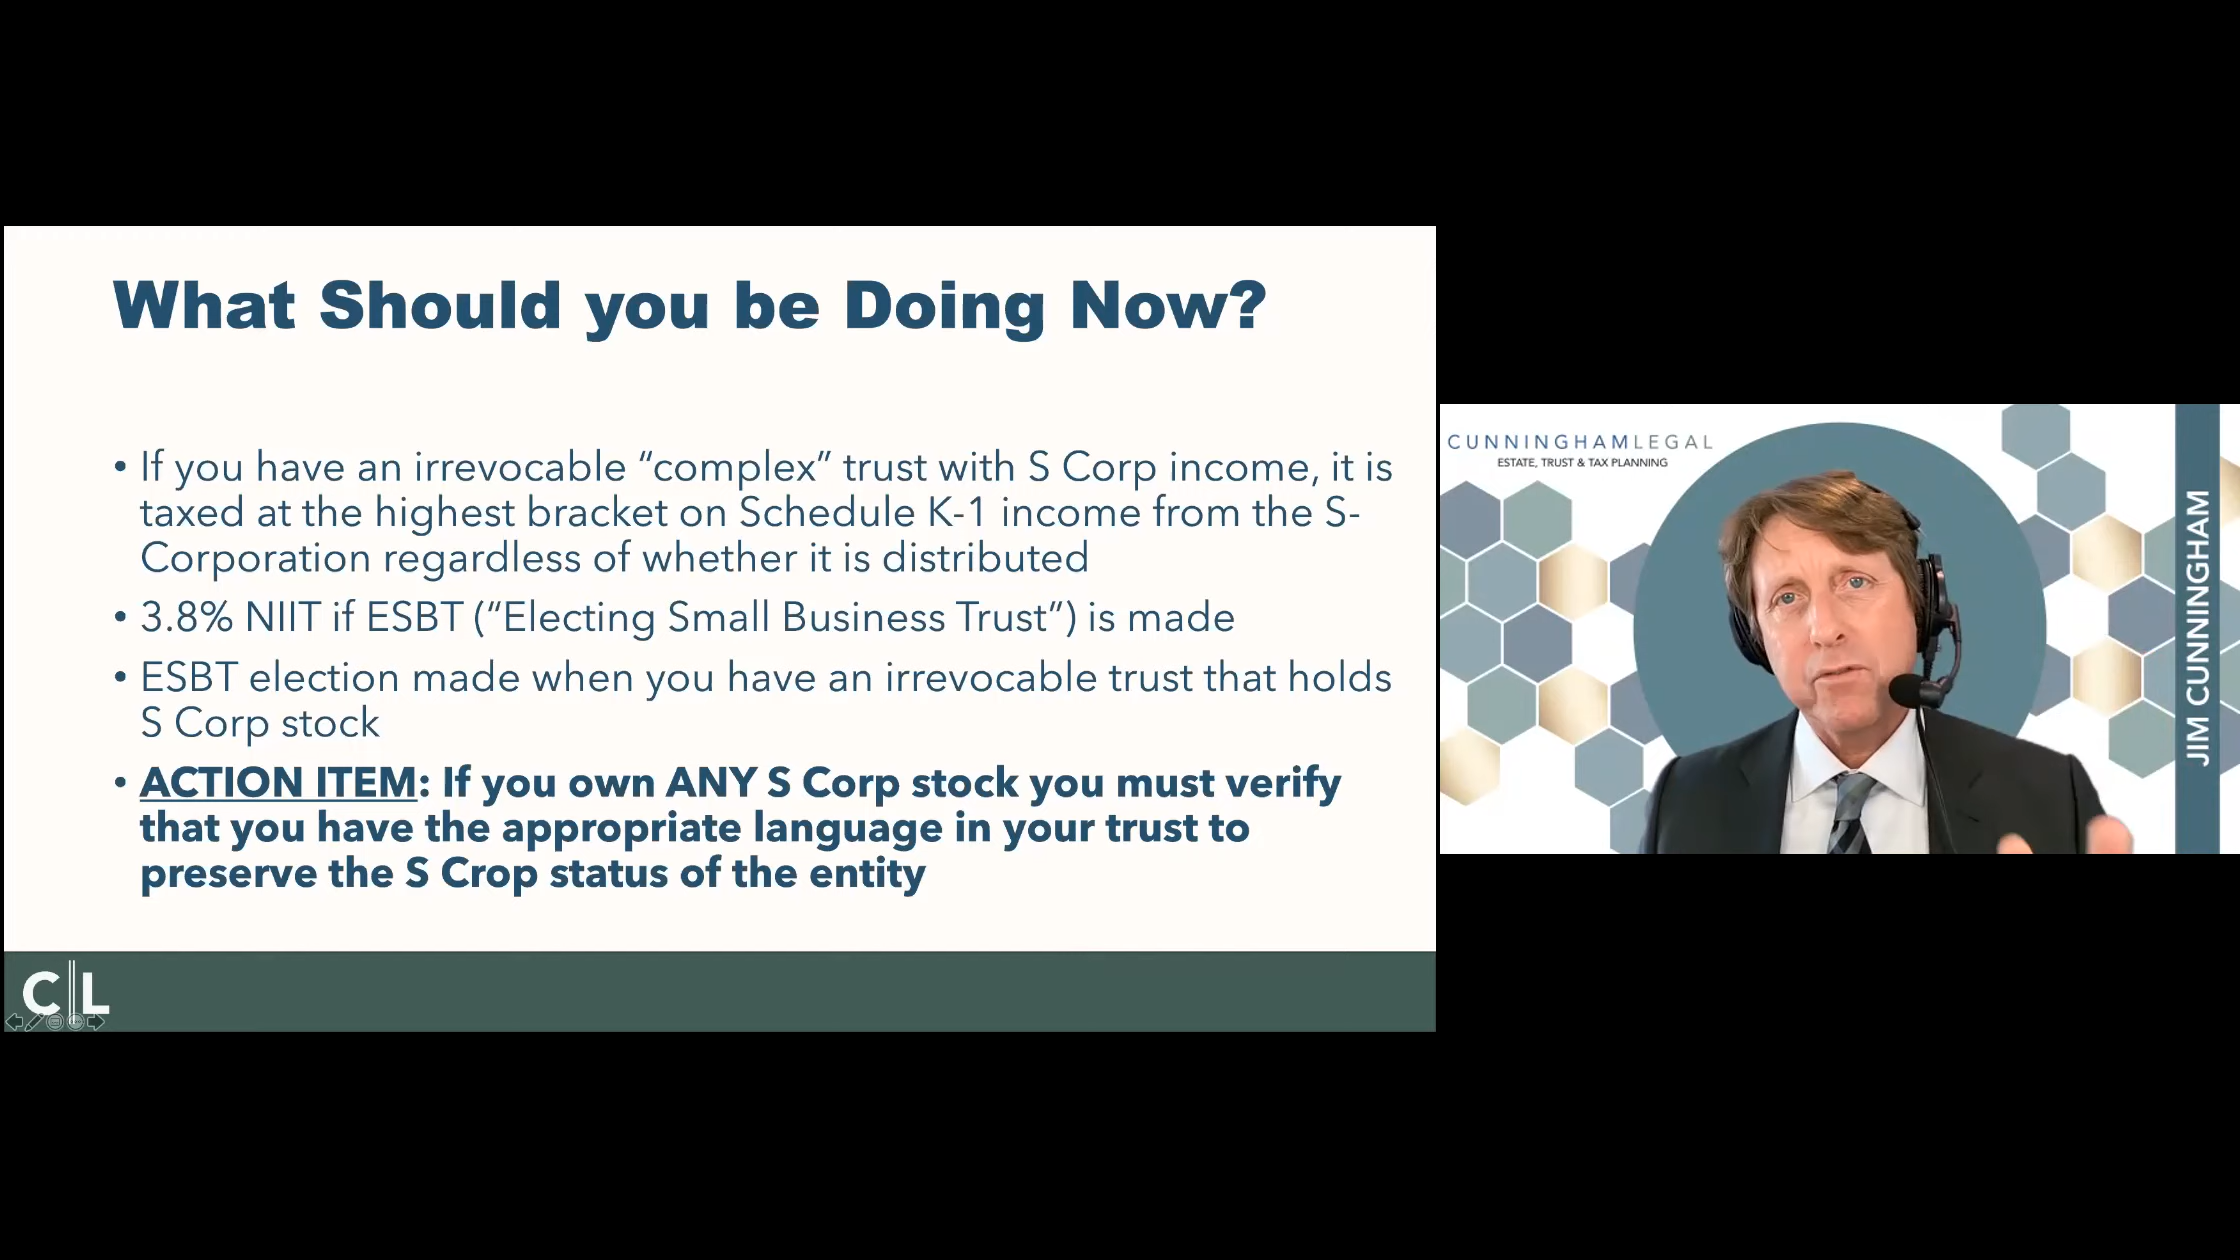 What Should you be Doing Now?
• If you have an irrevocable “complex” trust with S Corp income, it is
taxed at the highest bracket on Schedule K-1 income from the S-
Corporation regardless of whether it is distributed
• 3.8% NIIT if ESBT (“Electing Small Business Trust”) is made
• ESBT election made when you have an irrevocable trust that holds
S Corp stock
• ACTION ITEM: If you own ANY S Corp stock you must verify
that you have the appropriate language in your trust to
preserve the S Crop status of the entity
C L
CUNNINGHAMLEGAL
ESTATE, TRUST & TAX PLANNING
JIM CUNNINGHAM